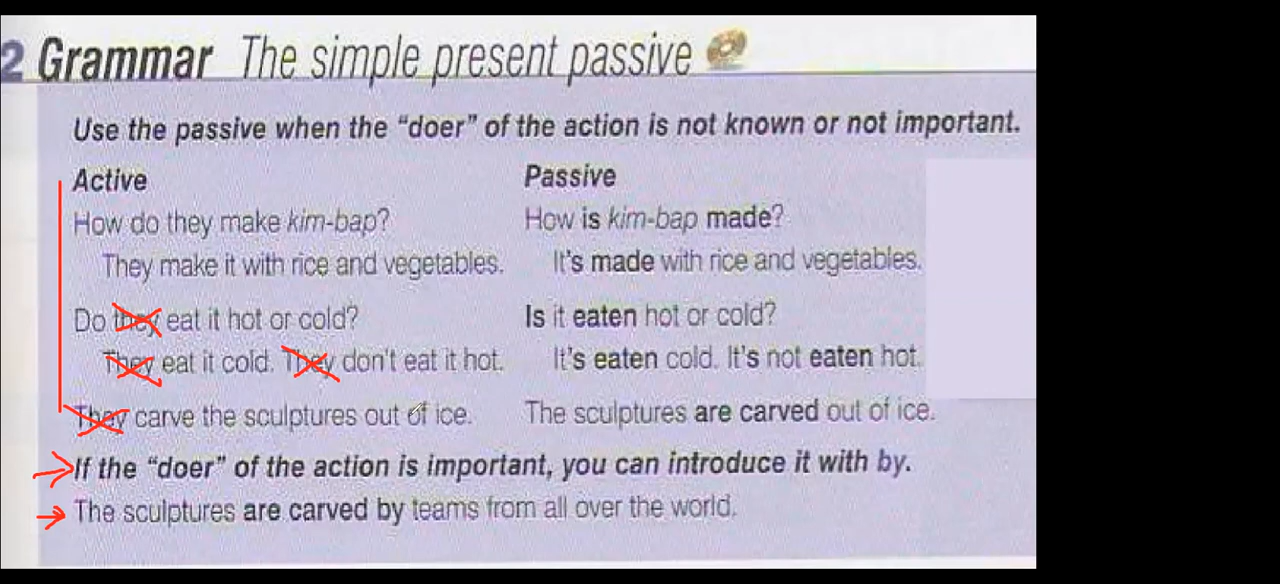 2 Grammar The simple present passive
Use the passive when the “doer” of the action is not known or not important.
Active Passive
How do they make kim-bap? How is kim-bap made?
They make it with rice and vegetables. It's made with rice and vegetables.
Do they eat it hot or cold? Is it eaten hot or cold?
They eat it cold. They don't eat it hot. It's eaten cold. It's not eaten hot.
They carve the sculptures out of ice. The sculptures are carved out of ice.
If the “doer” of the action is important, you can introduce it with by.
The sculptures are carved by teams from all over the world.